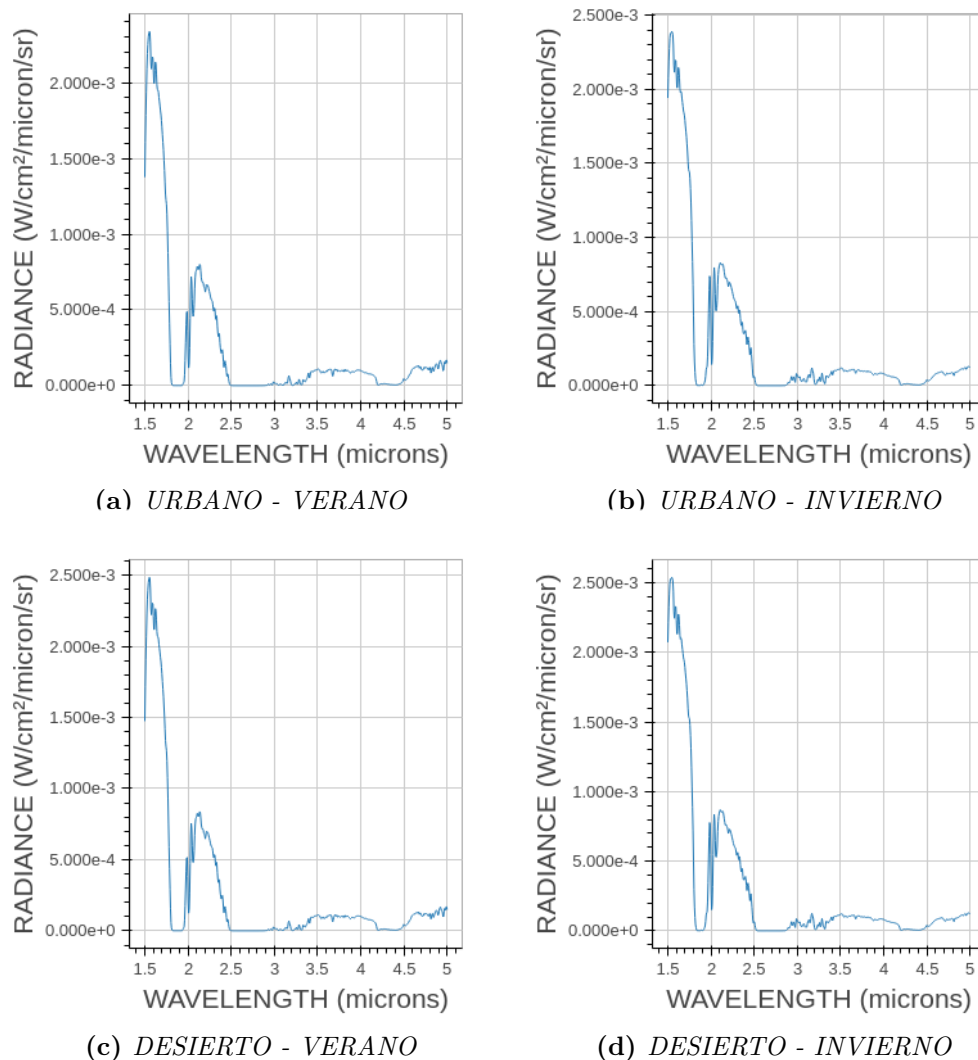 RADIANCE (W/cm²/micron/sr)
2.000e-3
1.500e-3
1.000e-3
5.000e-4
0.000e+0
1.5 2 2.5 3 3.5 4 4.5 5
WAVELENGTH (microns)
(a) URBANO - VERANO
RADIANCE (W/cm²/micron/sr)
2.500e-3
2.000e-3
1.500e-3
1.000e-3
5.000e-4
0.000e+0
1.5 2 2.5 3 3.5 4 4.5 5
WAVELENGTH (microns)
(b) URBANO - INVIERNO
RADIANCE (W/cm²/micron/sr)
2.500e-3
2.000e-3
1.500e-3
1.000e-3
5.000e-4
0.000e+0
1.5 2 2.5 3 3.5 4 4.5 5
WAVELENGTH (microns)
(c) DESIERTO - VERANO
RADIANCE (W/cm²/micron/sr)
2.500e-3
2.000e-3
1.500e-3
1.000e-3
5.000e-4
0.000e+0
1.5 2 2.5 3 3.5 4 4.5 5
WAVELENGTH (microns)
(d) DESIERTO - INVIERNO